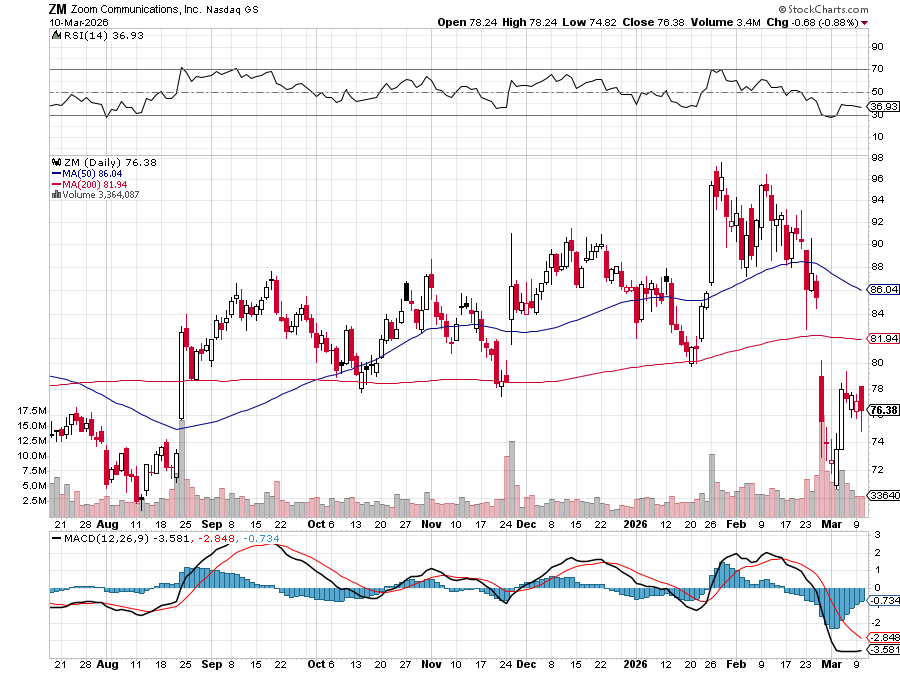 ZM Zoom Communications, Inc. Nasdaq GS
© StockCharts.com
10-Mar-2026
Open 78.24 High 78.24 Low 74.82 Close 76.38 Volume 3.4M Chg -0.68 (-0.88%)
RSI(14) 36.93
90
70
50
36.93
30
10
ZM (Daily) 76.38
MA(50) 86.04
MA(200) 81.94
Volume 3,364,087
98
96
94
92
90
88
86.04
84
81.94
80
78
76.38
74
72
33640
17.5M
15.0M
12.5M
10.0M
7.5M
5.0M
2.5M
21 28 Aug 11 18 25 Sep 8 15 22 Oct 6 13 20 27 Nov 10 17 24 Dec 8 15 22 2026 12 20 26 Feb 9 17 23 Mar 9
MACD(12,26,9) -3.581, -2.848, -0.734
3
2
1
0
-0.734
-2
-2.848
-3.581
21 28 Aug 11 18 25 Sep 8 15 22 Oct 6 13 20 27 Nov 10 17 24 Dec 8 15 22 2026 12 20 26 Feb 9 17 23 Mar 9